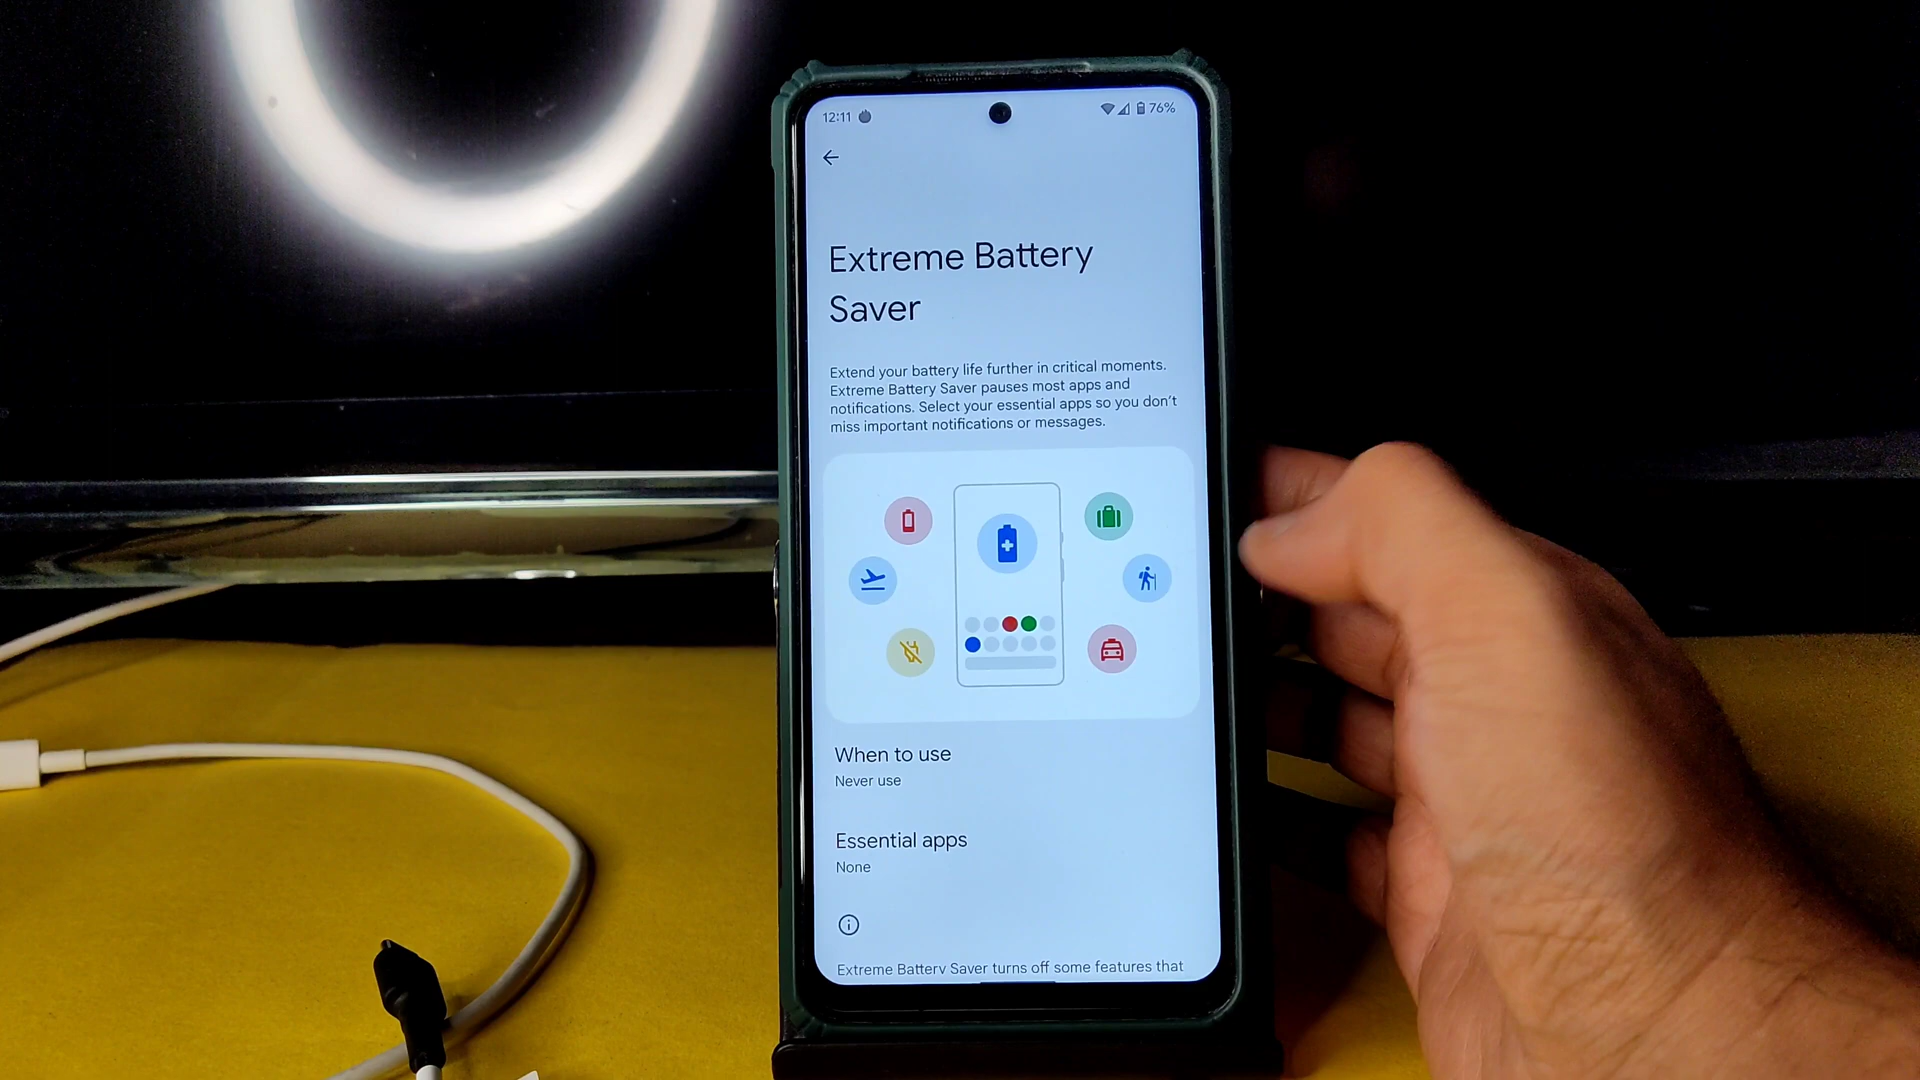 12:11
76%
Extreme Battery
Saver
Extend your battery life further in critical moments.
Extreme Battery Saver pauses most apps and
notifications. Select your essential apps so you don't
miss important notifications or messages.
When to use
Never use
Essential apps
None
Extreme Battery Saver turns off some features that